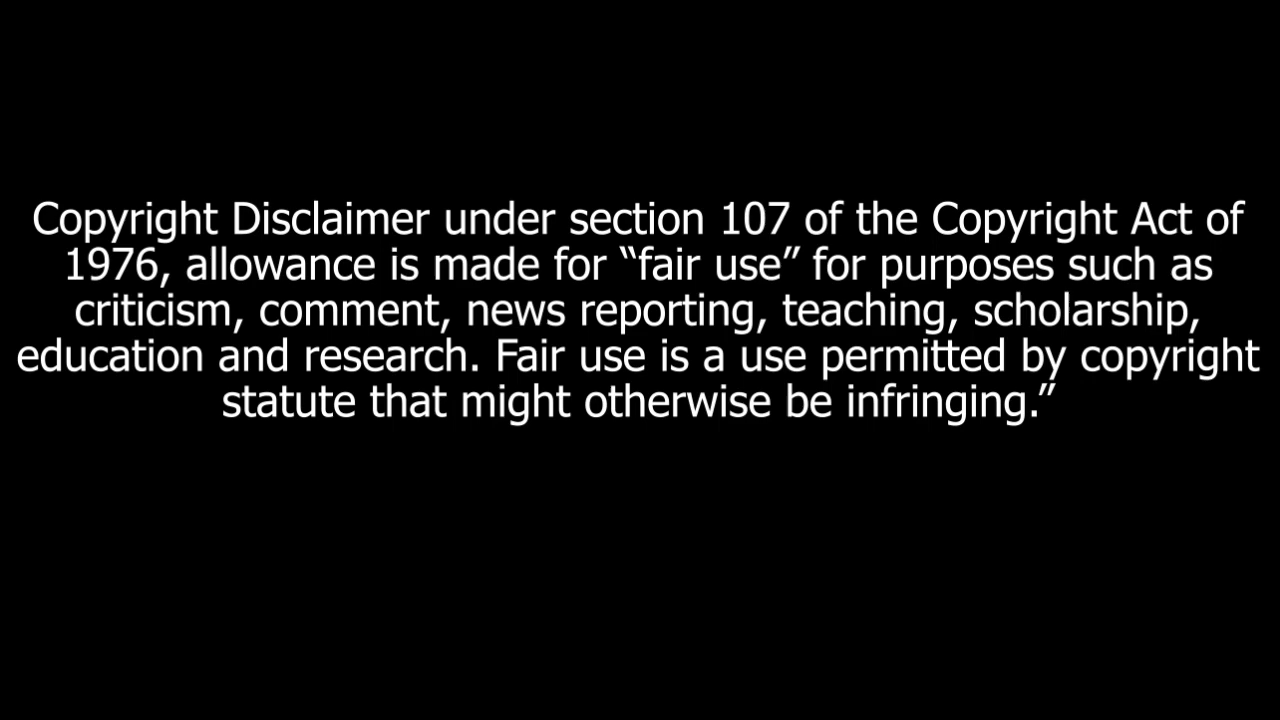 Copyright Disclaimer under section 107 of the Copyright Act of
1976, allowance is made for “fair use” for purposes such as
criticism, comment, news reporting, teaching, scholarship,
education and research. Fair use is a use permitted by copyright
statute that might otherwise be infringing.”